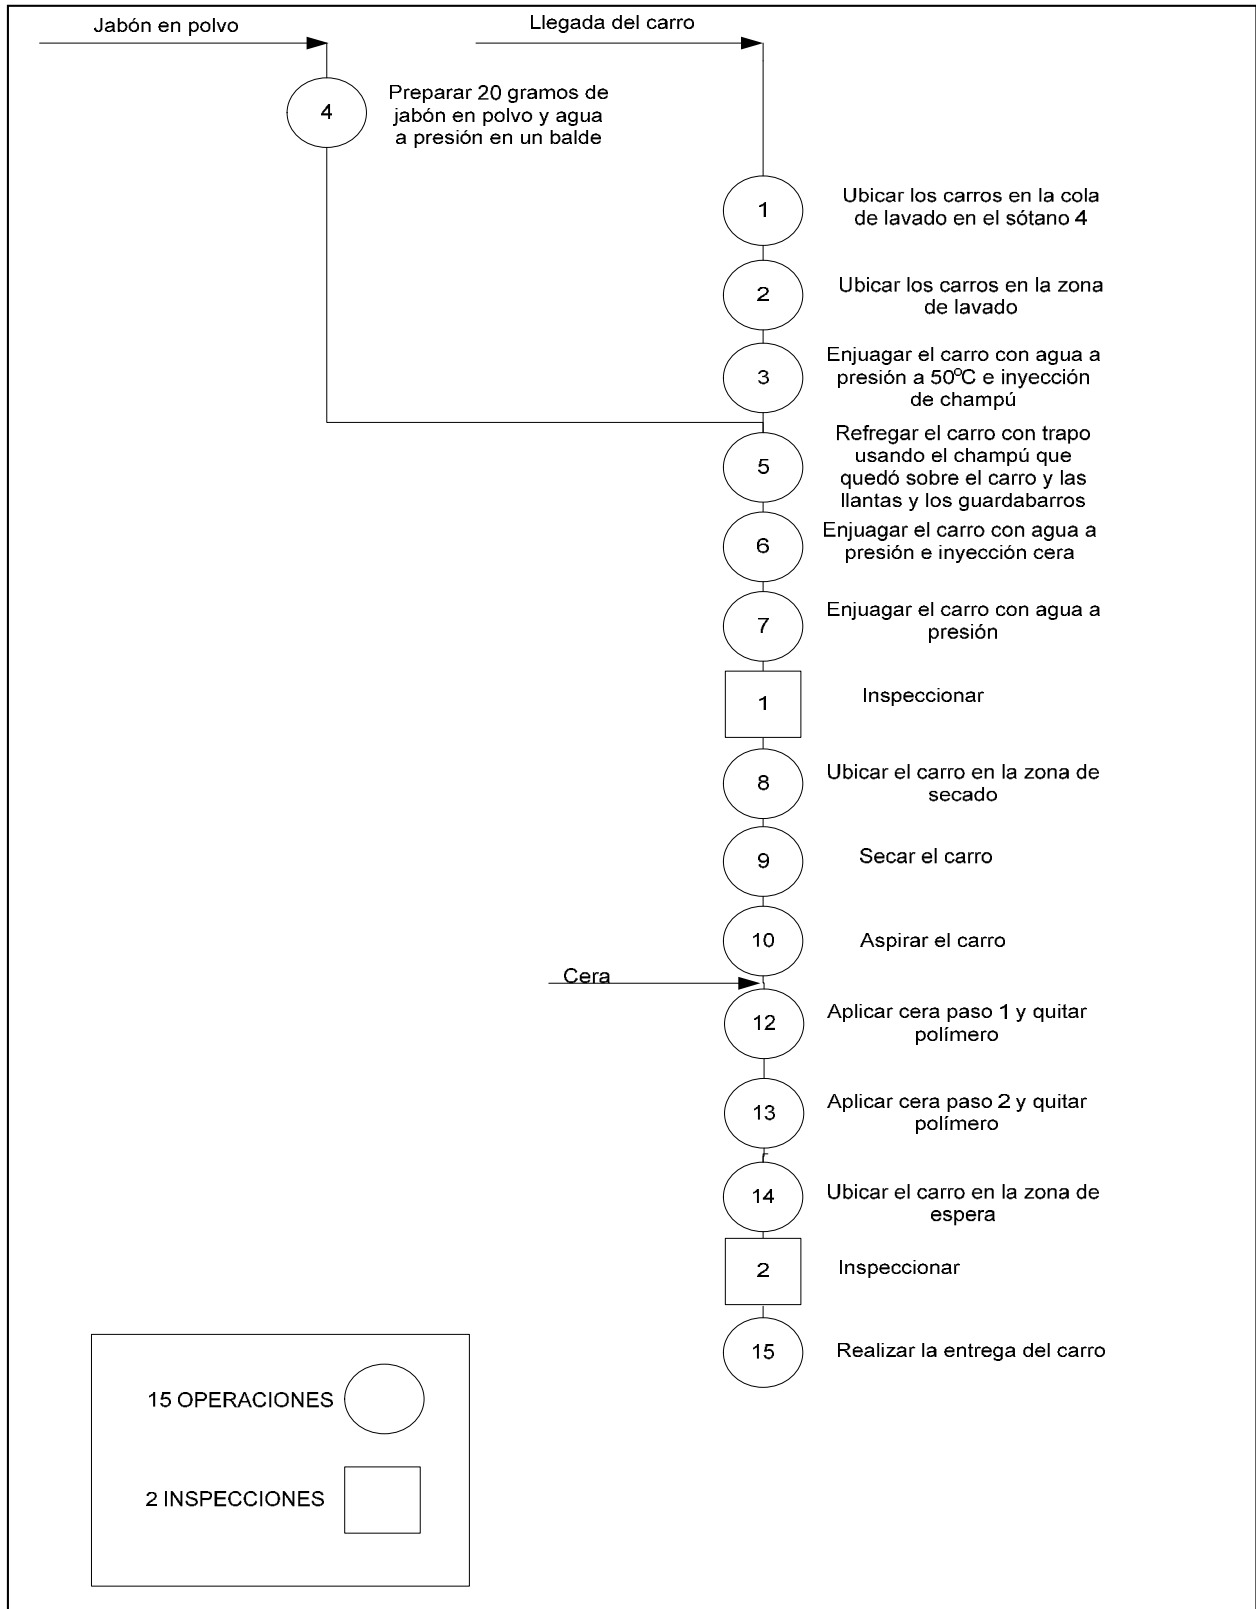 Jabón en polvo
Llegada del carro
4
Preparar 20 gramos de
jabón en polvo y agua
a presión en un balde
1
Ubicar los carros en la cola
de lavado en el sótano 4
2
Ubicar los carros en la zona
de lavado
3
Enjuagar el carro con agua a
presión a 50ºC e inyección
de champú
5
Refregar el carro con trapo
usando el champú que
quedó sobre el carro y las
llantas y los guardabarros
6
Enjuagar el carro con agua a
presión e inyección cera
7
Enjuagar el carro con agua a
presión
1
Inspeccionar
8
Ubicar el carro en la zona de
secado
9
Secar el carro
10
Aspirar el carro
Cera
12
Aplicar cera paso 1 y quitar
polímero
13
Aplicar cera paso 2 y quitar
polímero
14
Ubicar el carro en la zona de
espera
2
Inspeccionar
15
Realizar la entrega del carro
15 OPERACIONES
2 INSPECCIONES